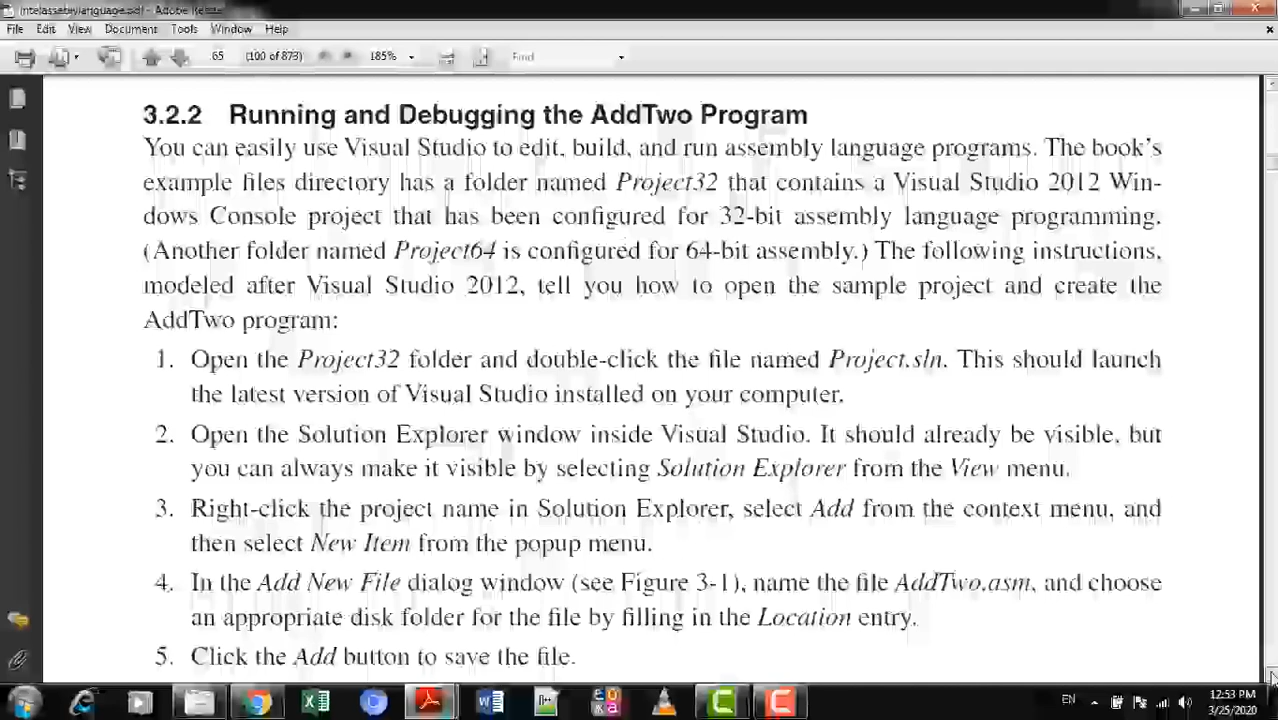 intelassebylanguage.pdf - Adobe Reader
File Edit View Document Tools Window Help
65 (100 of 873) 185% Find
3.2.2 Running and Debugging the AddTwo Program
You can easily use Visual Studio to edit, build, and run assembly language programs. The book's
example files directory has a folder named Project32 that contains a Visual Studio 2012 Win-
dows Console project that has been configured for 32-bit assembly language programming.
(Another folder named Project64 is configured for 64-bit assembly.) The following instructions,
modeled after Visual Studio 2012, tell you how to open the sample project and create the
AddTwo program:
1. Open the Project32 folder and double-click the file named Project.sln. This should launch
the latest version of Visual Studio installed on your computer.
2. Open the Solution Explorer window inside Visual Studio. It should already be visible, but
you can always make it visible by selecting Solution Explorer from the View menu.
3. Right-click the project name in Solution Explorer, select Add from the context menu, and
then select New Item from the popup menu.
4. In the Add New File dialog window (see Figure 3-1), name the file AddTwo.asm, and choose
an appropriate disk folder for the file by filling in the Location entry.
5. Click the Add button to save the file.
EN 12:53 PM
3/25/2020